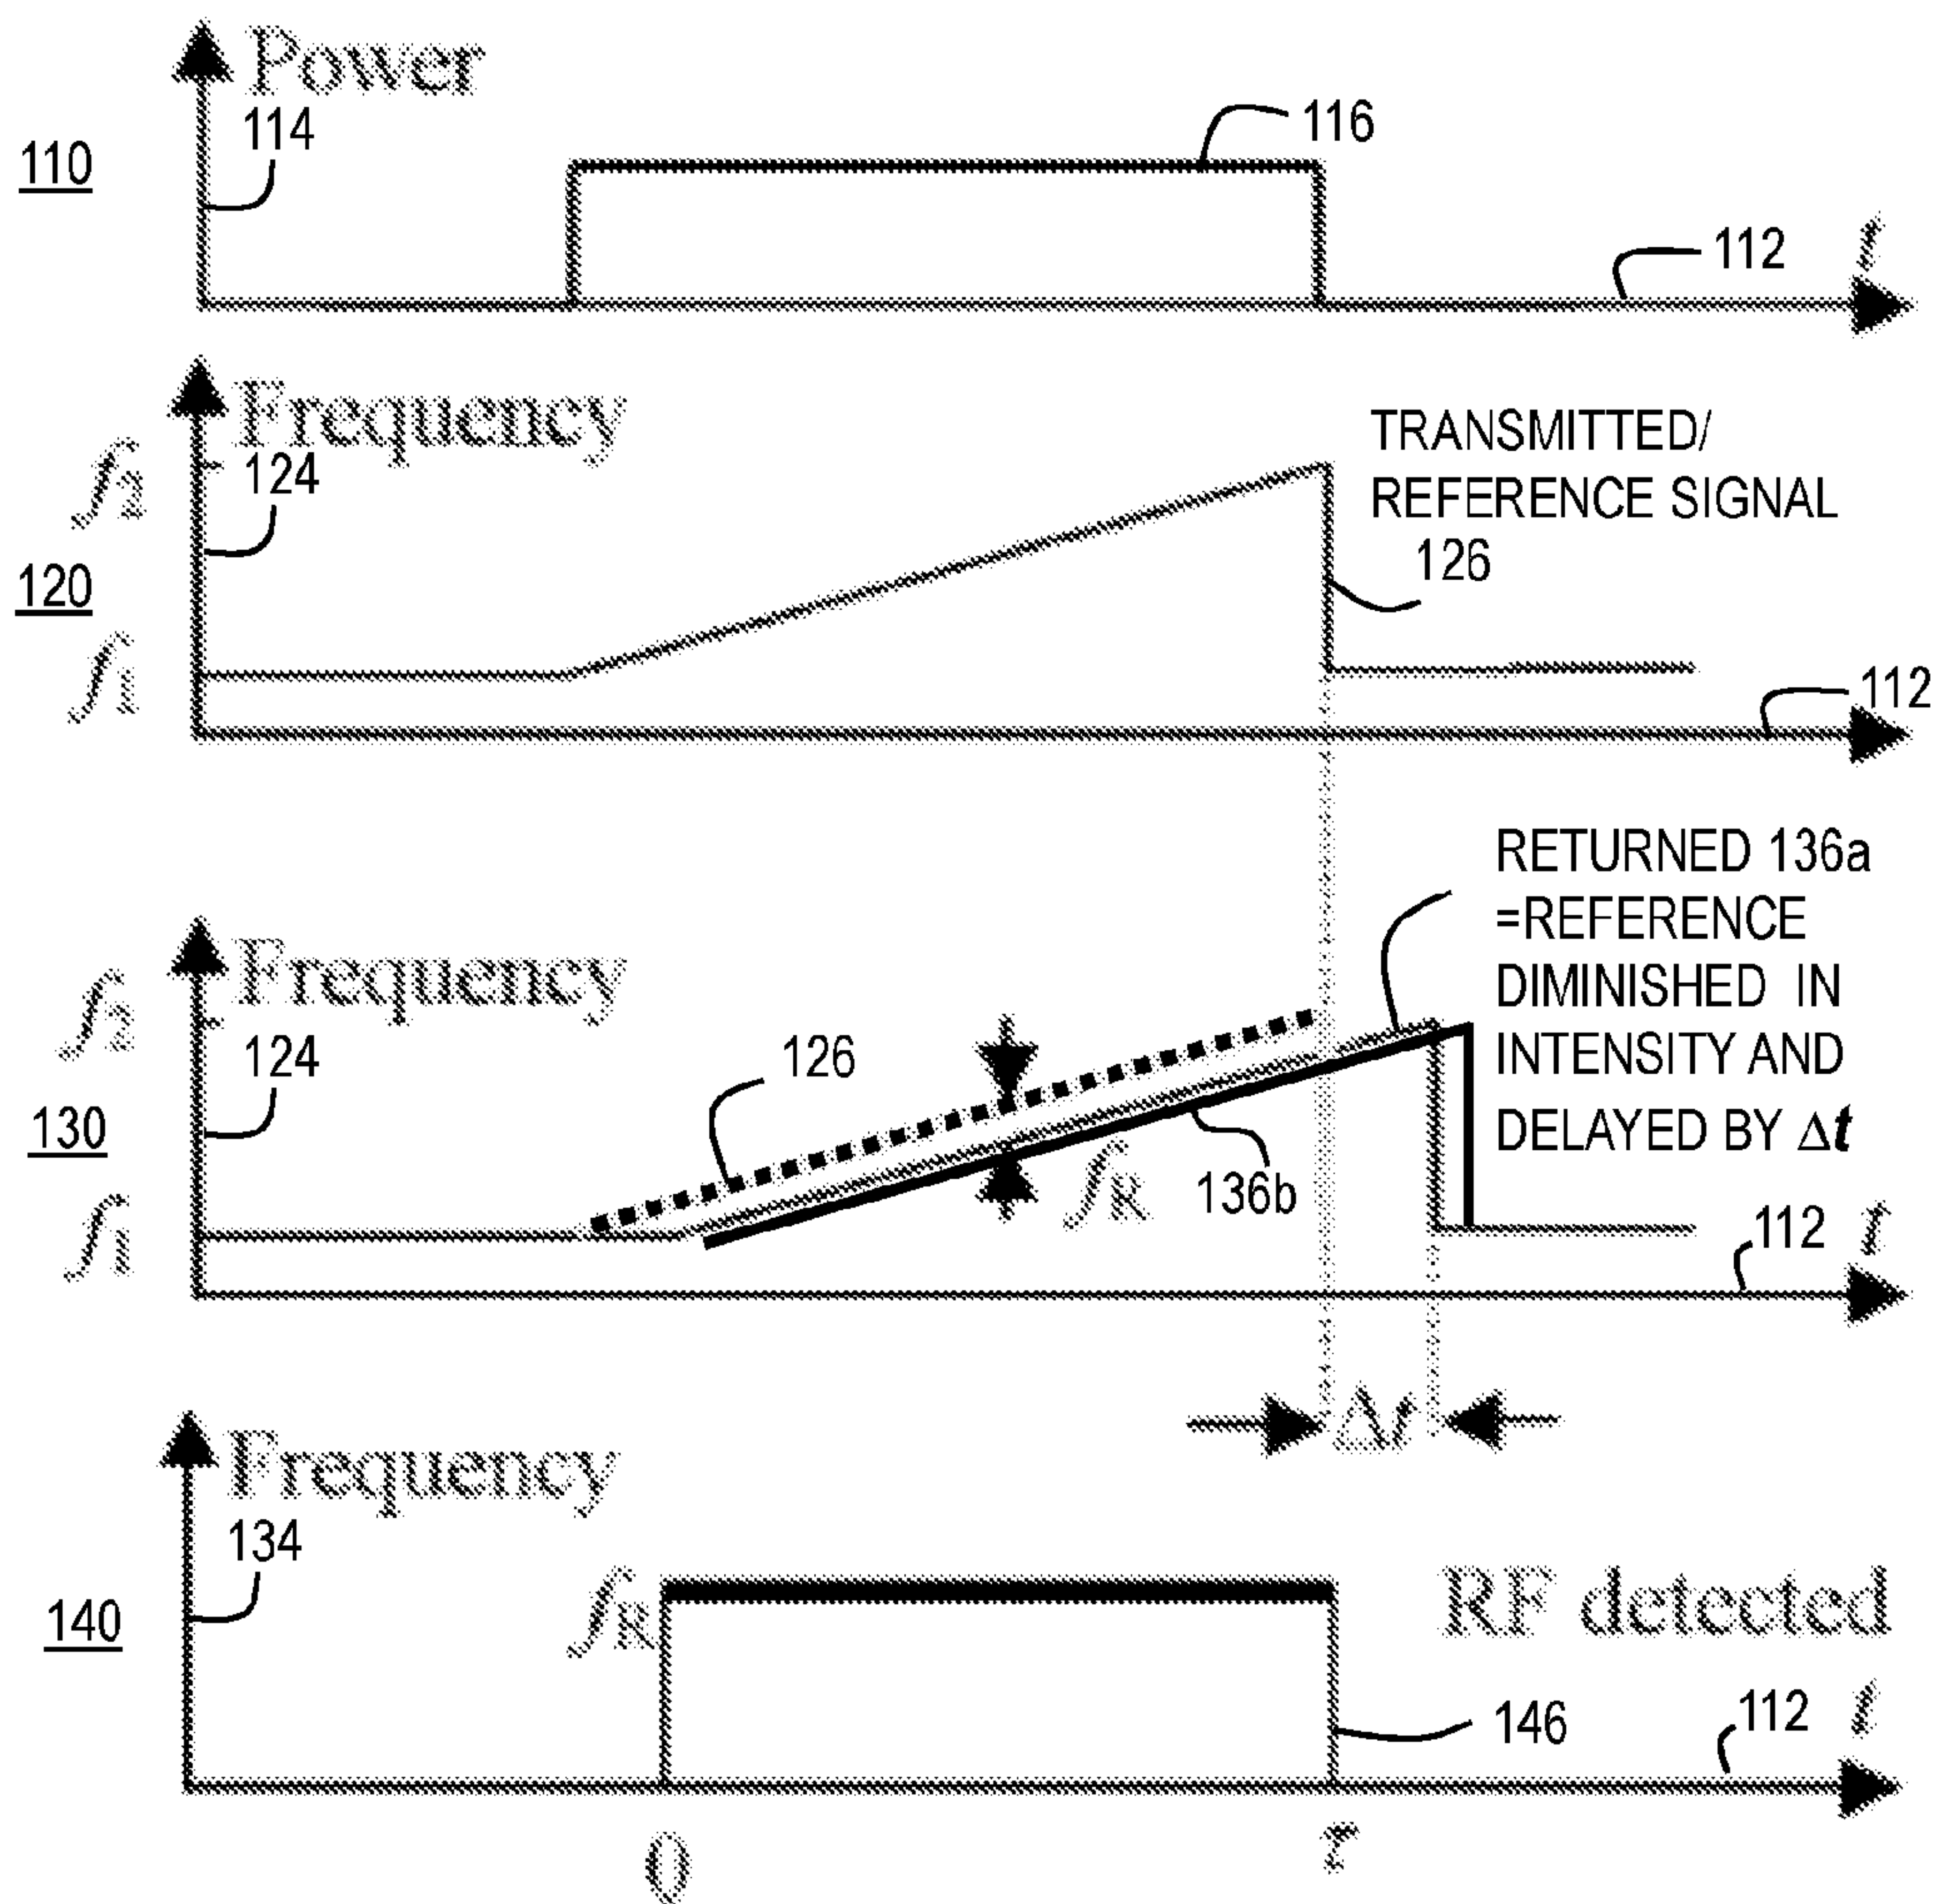 Power
114
116
110
112
t
Frequency
f2
124
TRANSMITTED/
REFERENCE SIGNAL
126
120
f1
112
RETURNED 136a
=REFERENCE
DIMINISHED IN
INTENSITY AND
DELAYED BY Δt
Frequency
f2
124
126
130
fR
136b
f1
112
t
Δt
Frequency
134
fR
RF detected
140
146
112
t
0
τ